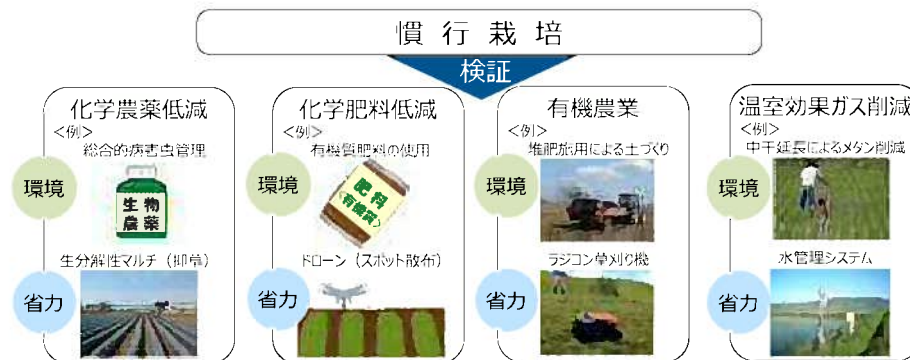 慣行栽培
検証
化学農薬低減
<例>
総合的病害虫管理
環境
生物
農薬
生分解性マルチ（抑草）
省力
化学肥料低減
<例>
有機質肥料の使用
環境
肥料
(有機質)
ドローン（スポット散布）
省力
有機農業
<例>
堆肥施用による土づくり
環境
ラジコン草刈り機
省力
温室効果ガス削減
<例>
中干延長によるメタン削減
環境
水管理システム
省力